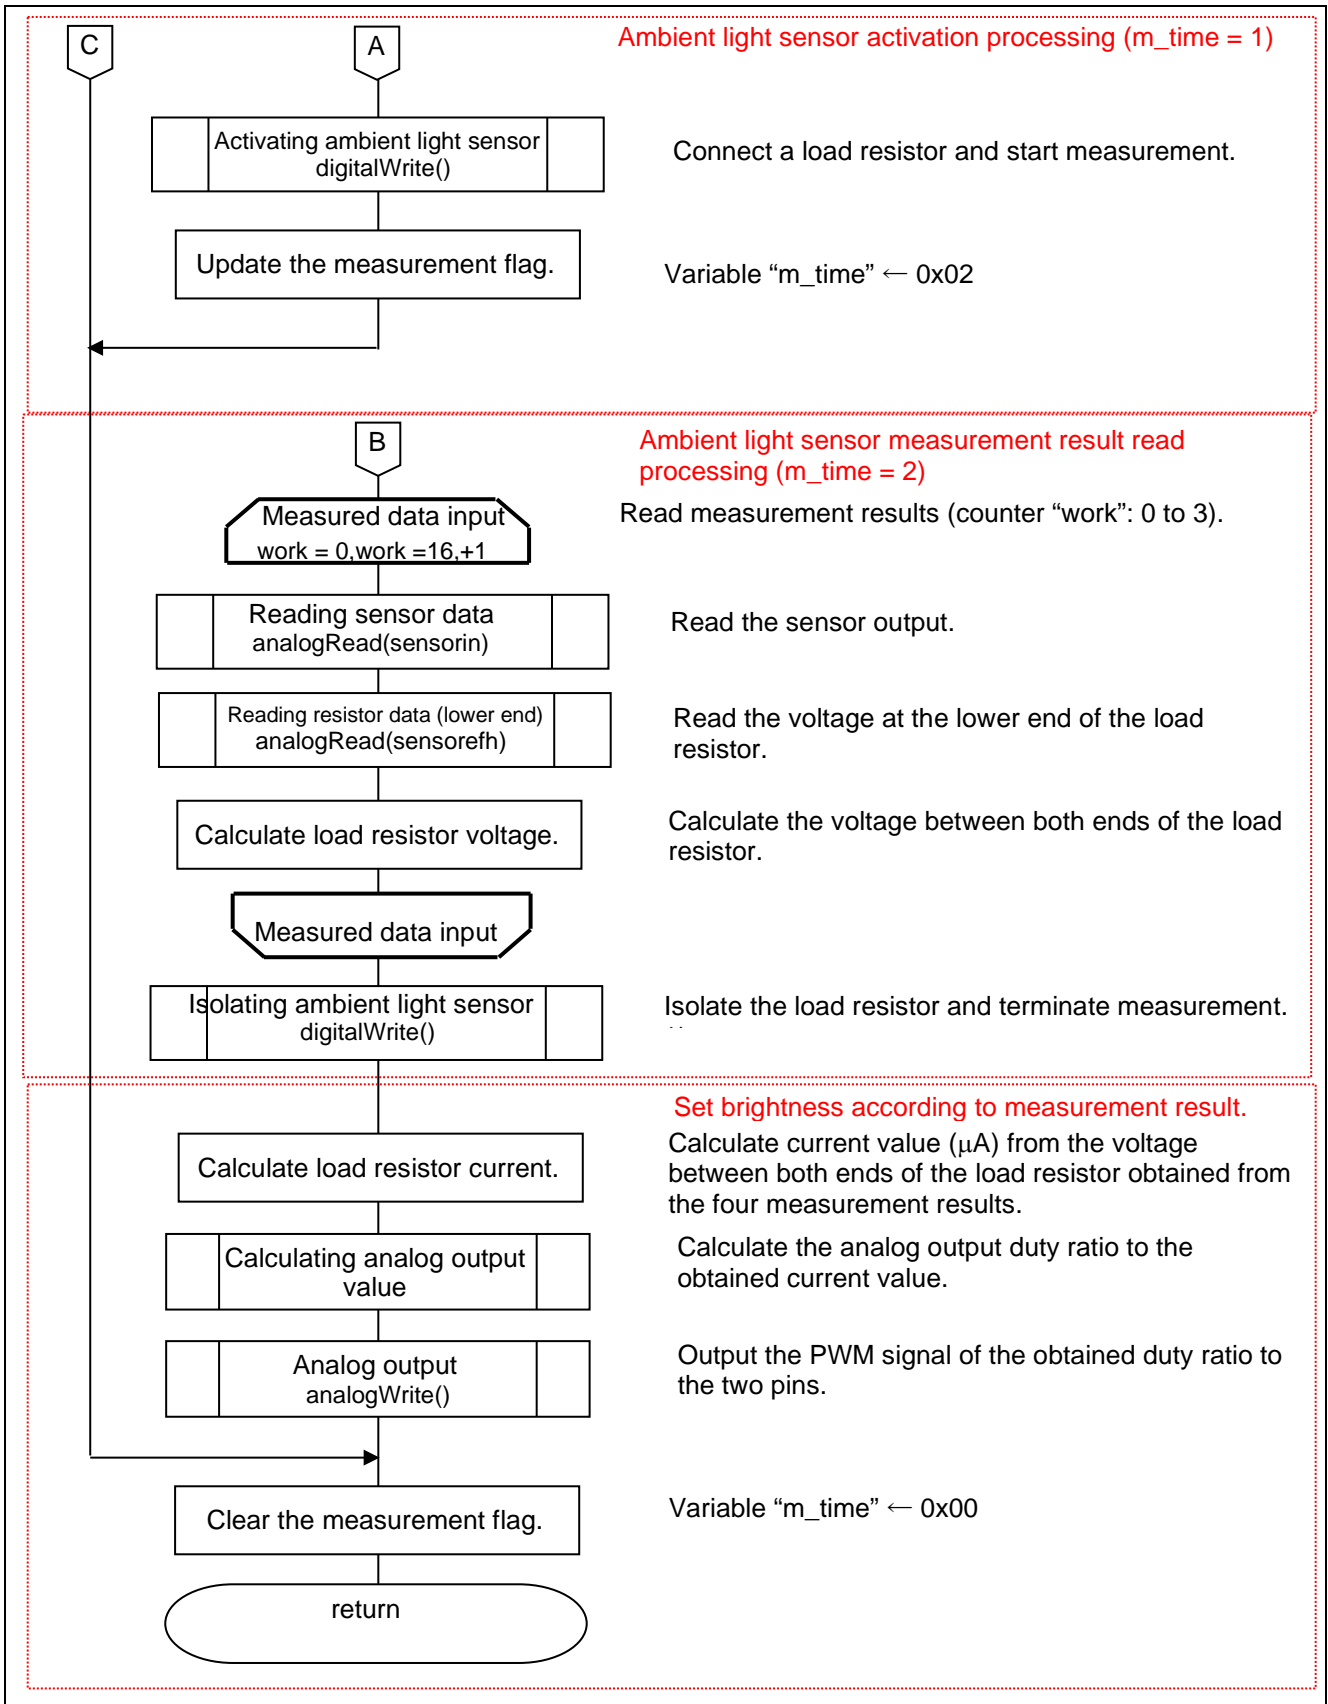 C
A
Ambient light sensor activation processing (m_time = 1)
Activating ambient light sensor
digitalWrite()
Connect a load resistor and start measurement.
Update the measurement flag.
Variable “m_time” ← 0x02
B
Ambient light sensor measurement result read
processing (m_time = 2)
Measured data input
work = 0,work =16,+1
Read measurement results (counter “work”: 0 to 3).
Reading sensor data
analogRead(sensorin)
Read the sensor output.
Reading resistor data (lower end)
analogRead(sensorefh)
Read the voltage at the lower end of the load
resistor.
Calculate load resistor voltage.
Calculate the voltage between both ends of the load
resistor.
Measured data input
Isolating ambient light sensor
digitalWrite()
Isolate the load resistor and terminate measurement.
Set brightness according to measurement result.
Calculate load resistor current.
Calculate current value (μA) from the voltage
between both ends of the load resistor obtained from
the four measurement results.
Calculating analog output
value
Calculate the analog output duty ratio to the
obtained current value.
Analog output
analogWrite()
Output the PWM signal of the obtained duty ratio to
the two pins.
Clear the measurement flag.
Variable “m_time” ← 0x00
return